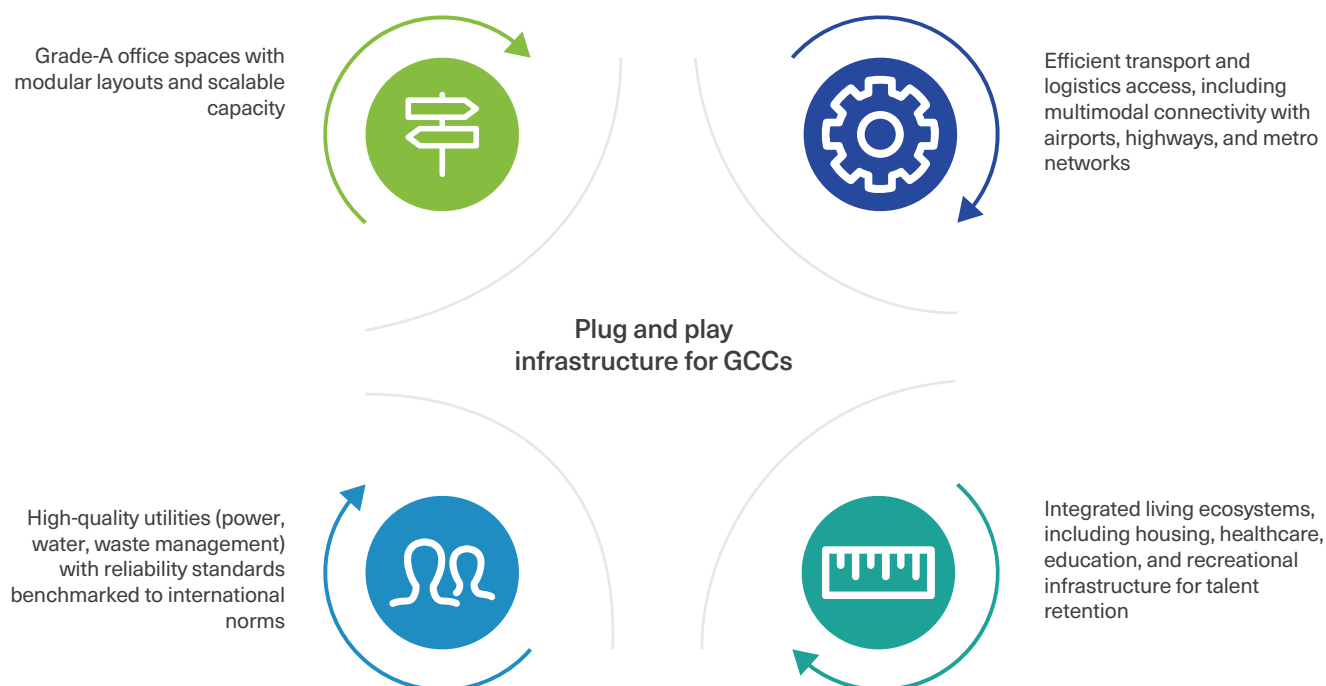 Grade-A office spaces with
modular layouts and scalable
capacity
Efficient transport and
logistics access, including
multimodal connectivity with
airports, highways, and metro
networks
Plug and play
infrastructure for GCCs
High-quality utilities (power,
water, waste management)
with reliability standards
benchmarked to international
norms
Integrated living ecosystems,
including housing, healthcare,
education, and recreational
infrastructure for talent
retention